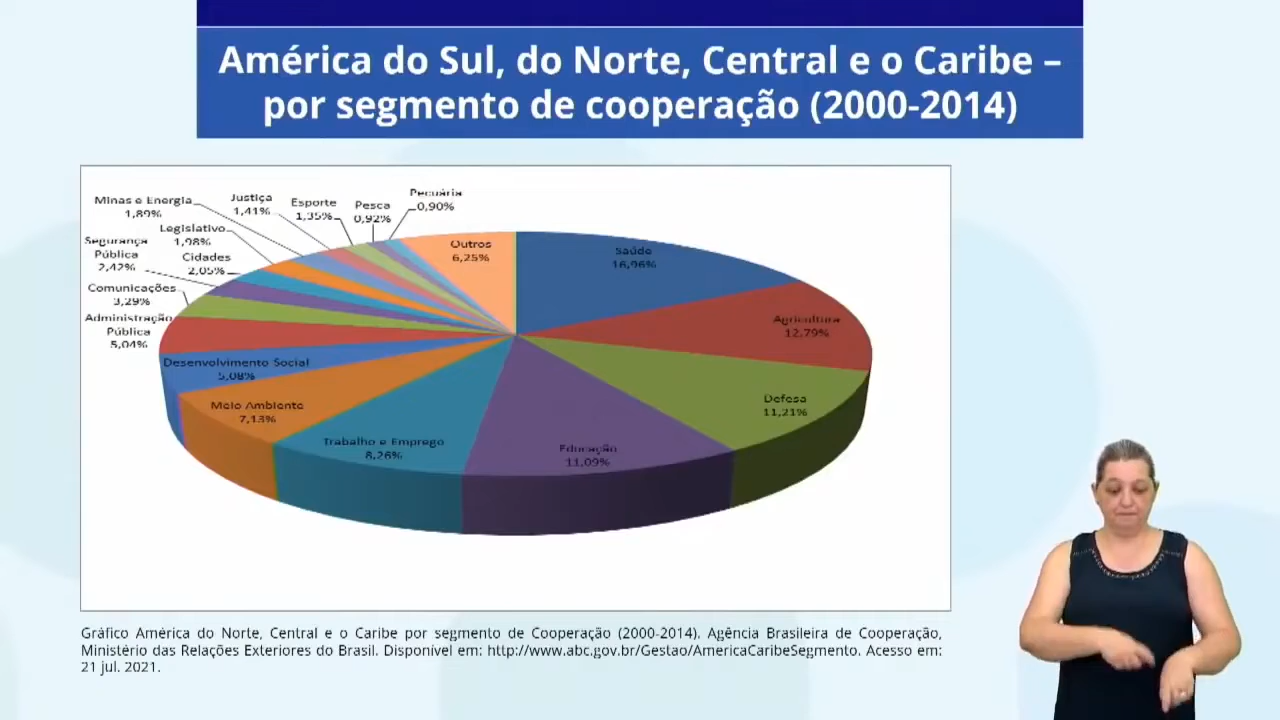 América do Sul, do Norte, Central e o Caribe –
por segmento de cooperação (2000-2014)
Pecuária
0,90%
Pesca
0,92%
Esporte
1,35%
Justiça
1,41%
Minas e Energia
1,89%
Legislativo
1,98%
Cidades
2,05%
Segurança
Pública
2,42%
Comunicações
3,29%
Administração
Pública
5,04%
Desenvolvimento Social
5,08%
Meio Ambiente
7,13%
Trabalho e Emprego
8,26%
Educação
11,09%
Defesa
11,21%
Agricultura
12,79%
Saúde
16,96%
Outros
6,25%
Gráfico América do Norte, Central e o Caribe por segmento de Cooperação (2000-2014). Agência Brasileira de Cooperação,
Ministério das Relações Exteriores do Brasil. Disponível em: http://www.abc.gov.br/Gestao/AmericaCaribeSegmento. Acesso em:
21 jul. 2021.